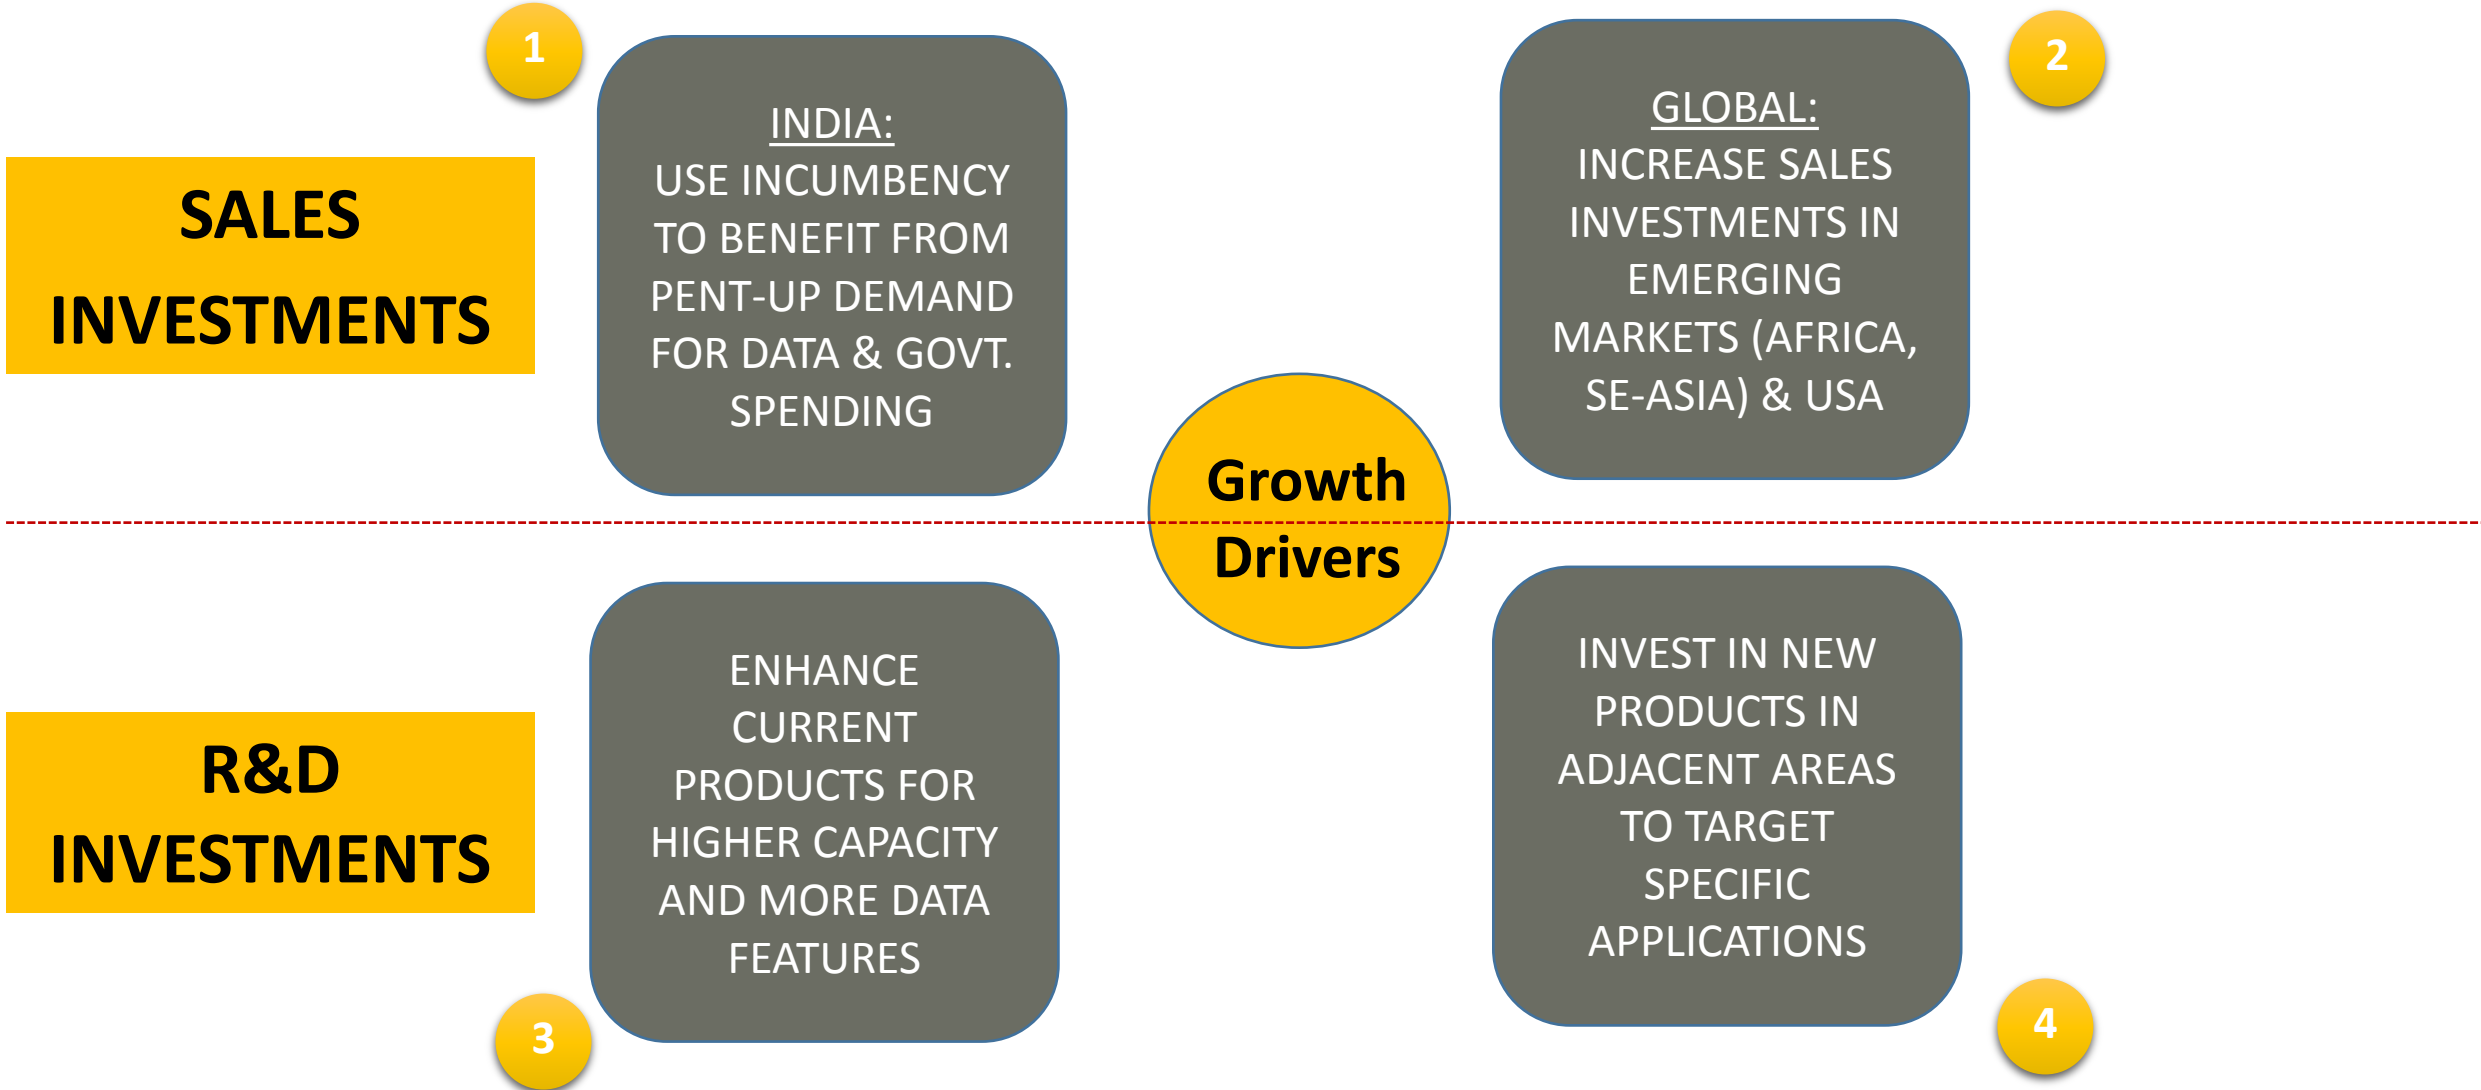 1
2
SALES
INVESTMENTS
INDIA:
USE INCUMBENCY
TO BENEFIT FROM
PENT-UP DEMAND
FOR DATA & GOVT.
SPENDING
GLOBAL:
INCREASE SALES
INVESTMENTS IN
EMERGING
MARKETS (AFRICA,
SE-ASIA) & USA
Growth
Drivers
R&D
INVESTMENTS
ENHANCE
CURRENT
PRODUCTS FOR
HIGHER CAPACITY
AND MORE DATA
FEATURES
INVEST IN NEW
PRODUCTS IN
ADJACENT AREAS
TO TARGET
SPECIFIC
APPLICATIONS
3
4